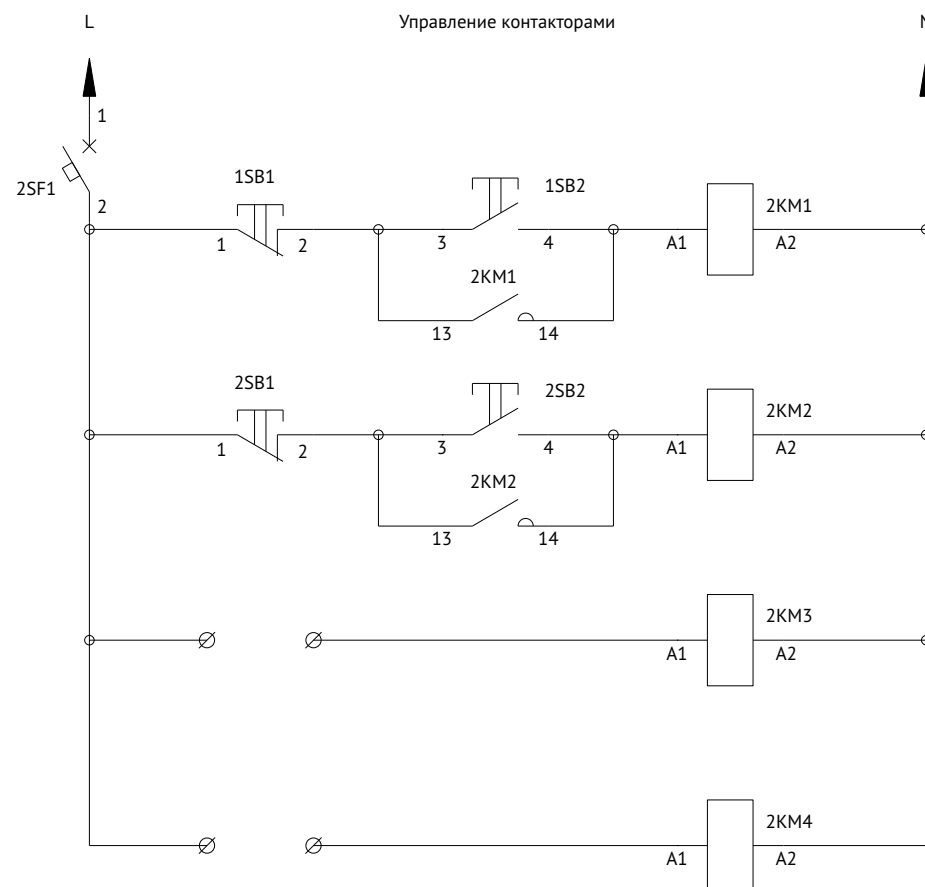 L Управление контакторами N
1
2SF1
2
1SB1 1SB2 2KM1
1 2 3 4 A1 A2
2KM1
13 14
2SB1 2SB2 2KM2
1 2 3 4 A1 A2
2KM2
13 14
2KM3
A1 A2
2KM4
A1 A2